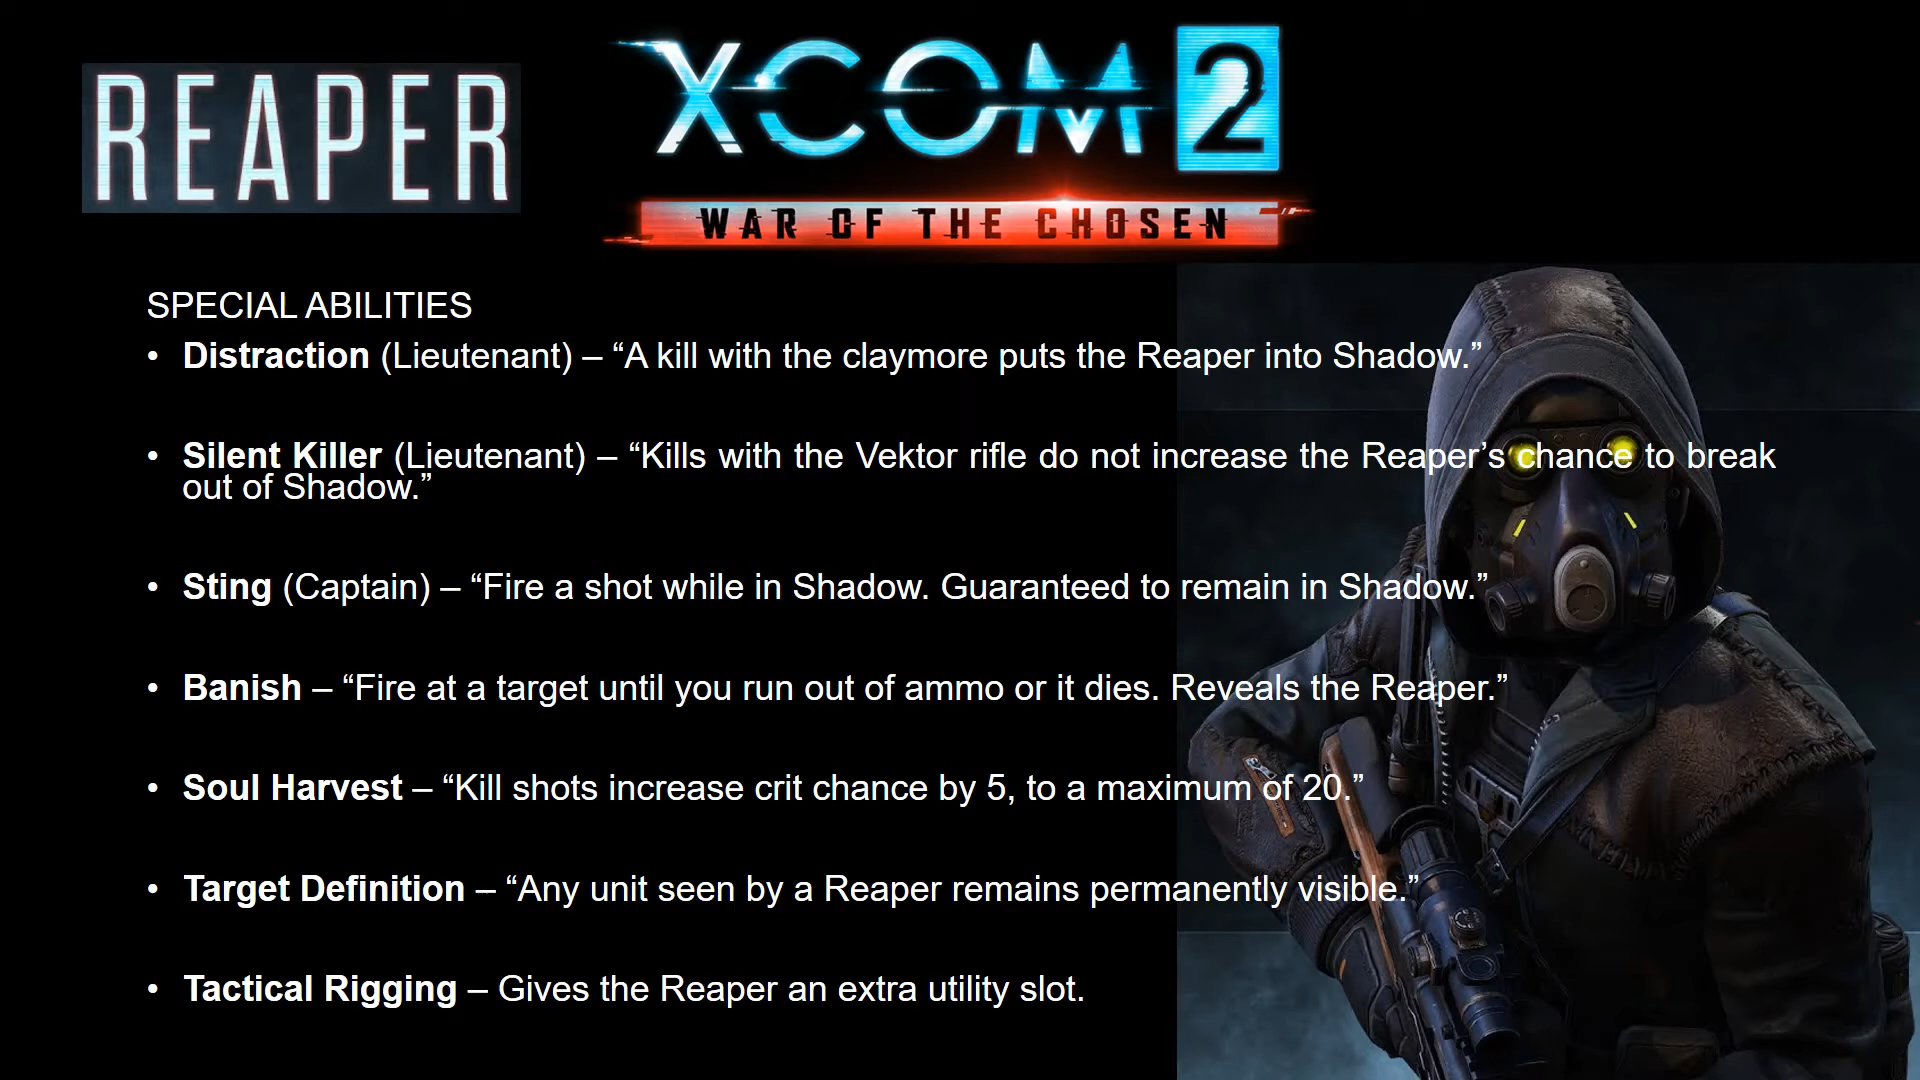 REAPER
XCOM 2
WAR OF THE CHOSEN
SPECIAL ABILITIES
• Distraction (Lieutenant) – “A kill with the claymore puts the Reaper into Shadow.”
• Silent Killer (Lieutenant) – “Kills with the Vektor rifle do not increase the Reaper’s chance to break
out of Shadow.”
• Sting (Captain) – “Fire a shot while in Shadow. Guaranteed to remain in Shadow.”
• Banish – “Fire at a target until you run out of ammo or it dies. Reveals the Reaper.”
• Soul Harvest – “Kill shots increase crit chance by 5, to a maximum of 20.”
• Target Definition – “Any unit seen by a Reaper remains permanently visible.”
• Tactical Rigging – Gives the Reaper an extra utility slot.